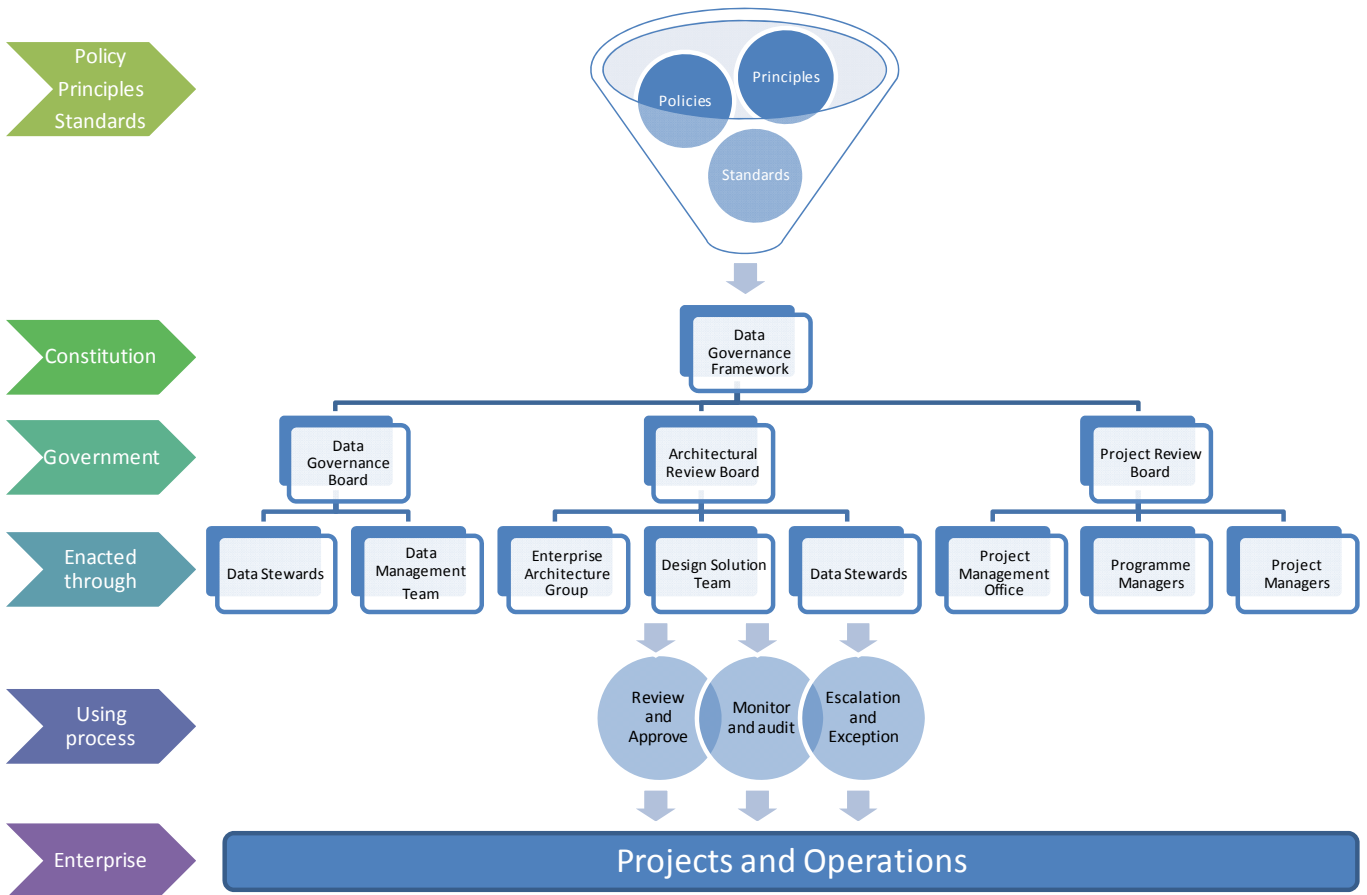 Policy
Principles
Standards
Principles
Policies
Standards
Constitution
Data
Governance
Framework
Government
Data
Governance
Board
Architectural
Review Board
Project Review
Board
Enacted
through
Data Stewards
Data
Management
Team
Enterprise
Architecture
Group
Design Solution
Team
Data Stewards
Project
Management
Office
Programme
Managers
Project
Managers
Using
process
Review
and
Approve
Monitor
and audit
Escalation
and
Exception
Enterprise
Projects and Operations